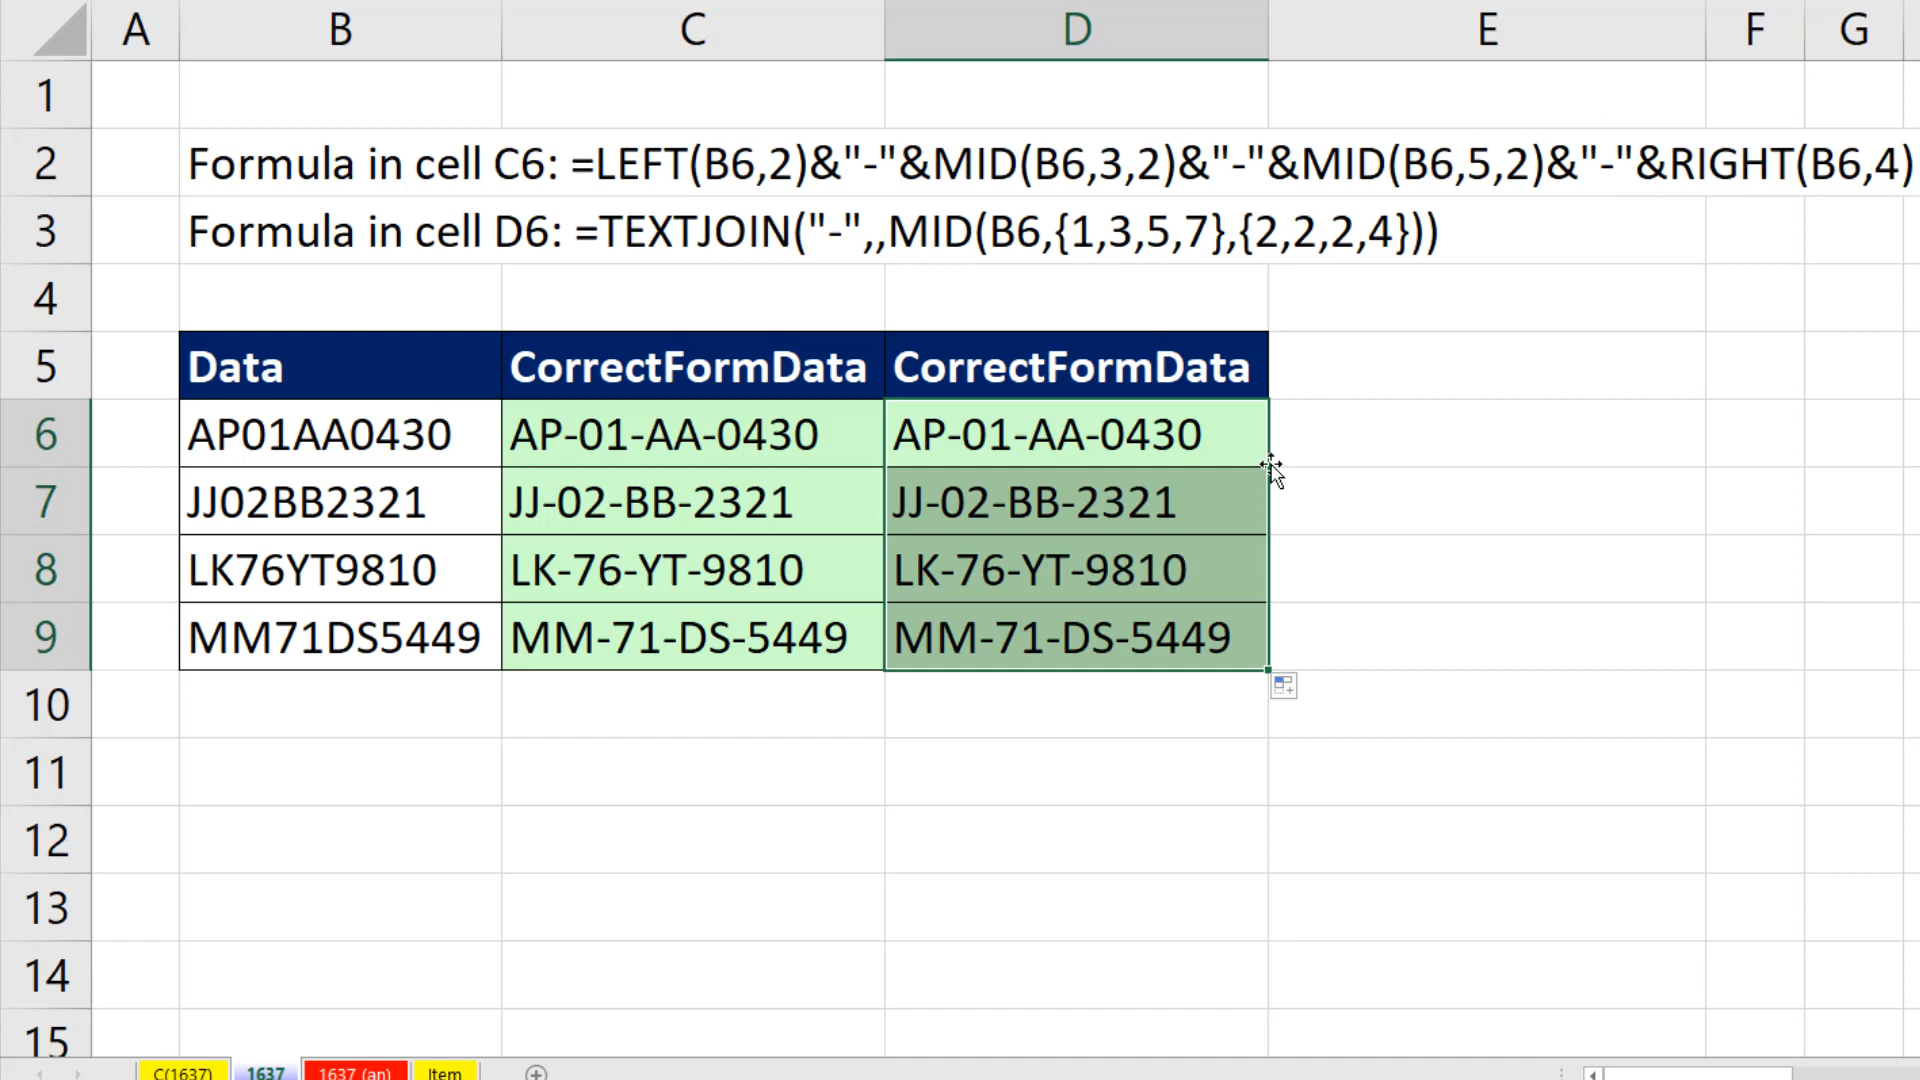 A B C D E F G
1
2 Formula in cell C6: =LEFT(B6,2)&"-"&MID(B6,3,2)&"-"&MID(B6,5,2)&"-"&RIGHT(B6,4)
3 Formula in cell D6: =TEXTJOIN("-",,MID(B6,{1,3,5,7},{2,2,2,4}))
4
5 Data CorrectFormData CorrectFormData
6 AP01AA0430 AP-01-AA-0430 AP-01-AA-0430
7 JJ02BB2321 JJ-02-BB-2321 JJ-02-BB-2321
8 LK76YT9810 LK-76-YT-9810 LK-76-YT-9810
9 MM71DS5449 MM-71-DS-5449 MM-71-DS-5449
10
11
12
13
14
15
C(1637) 1637 1637 (an) Item